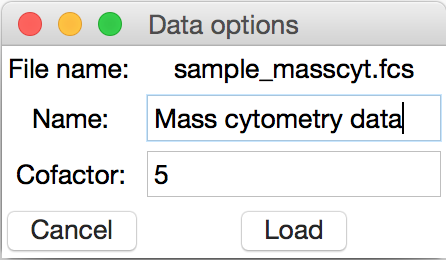 Data options
File name: sample_masscyt.fcs
Name: Mass cytometry data
Cofactor: 5
Cancel Load